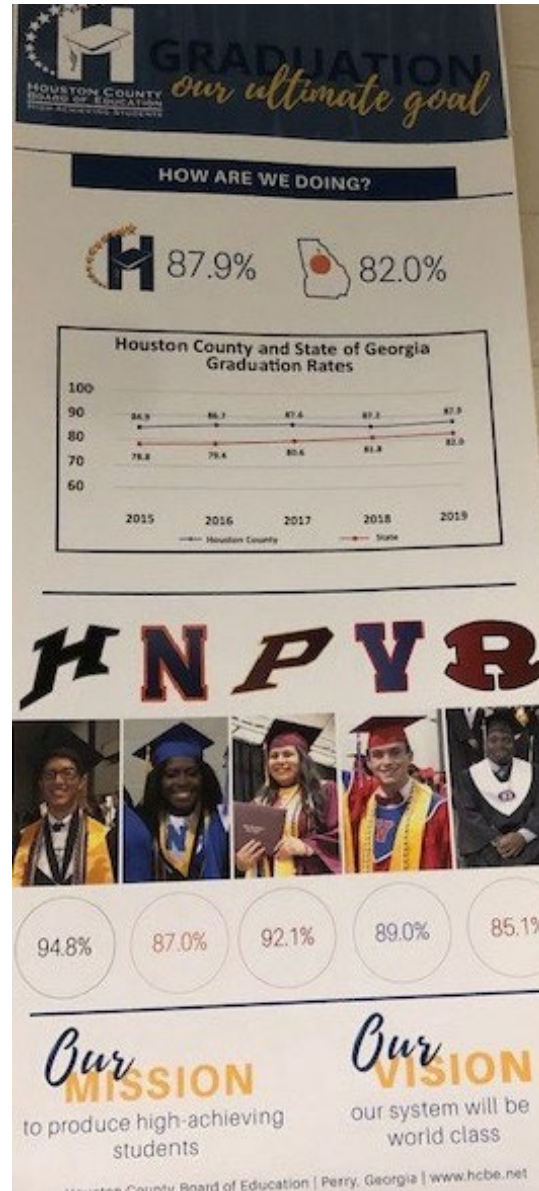 H
GRADUATION
our ultimate goal
HOUSTON COUNTY
BOARD OF EDUCATION
HIGH-ACHIEVING STUDENTS
HOW ARE WE DOING?
H 87.9% 82.0%
Houston County and State of Georgia
Graduation Rates
100
90
80
70
60
84.9 86.7 87.6 87.2 87.9
78.8 79.4 80.6 81.8 82.0
2015 2016 2017 2018 2019
Houston County State
H N P V R
N V
94.8% 87.0% 92.1% 89.0% 85.1%
Our
MISSION
to produce high-achieving
students
Our
VISION
our system will be
world class
Houston County Board of Education | Perry, Georgia | www.hcbe.net